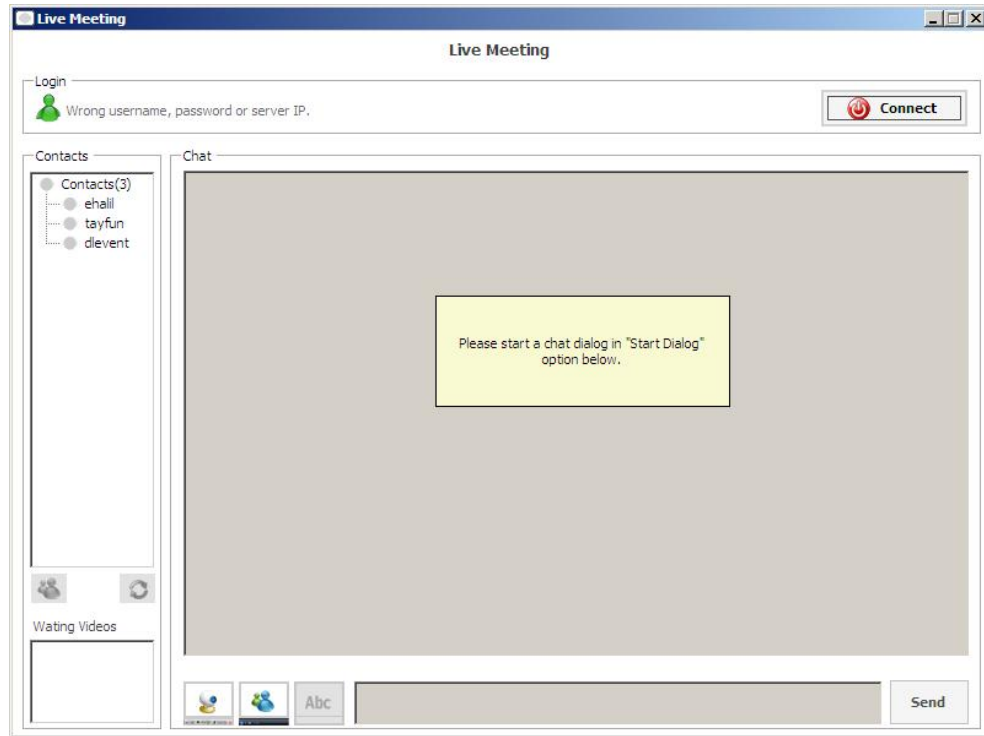 Live Meeting
Live Meeting
Login
Wrong username, password or server IP.
Connect
Contacts
Chat
Contacts(3)
ehalil
tayfun
dlevent
Please start a chat dialog in "Start Dialog"
option below.
Wating Videos
Abc
Send